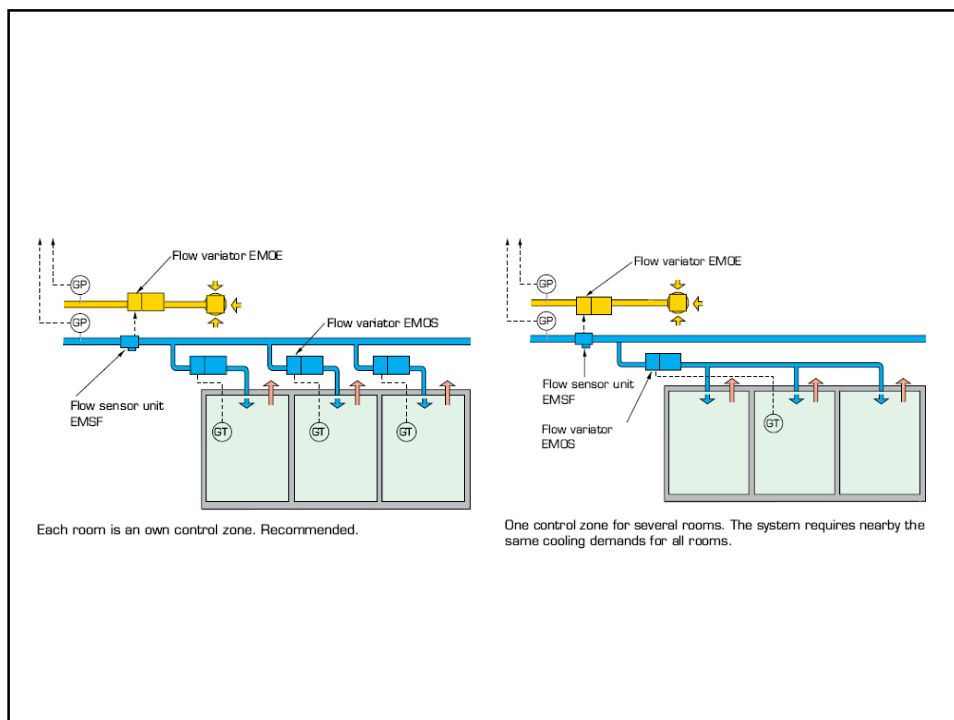 Flow variator EMOE
GP
GP
Flow variator EMOS
Flow sensor unit
EMSF
GT
GT
GT
Each room is an own control zone. Recommended.
Flow variator EMOE
GP
GP
Flow sensor unit
EMSF
Flow variator
EMOS
GT
One control zone for several rooms. The system requires nearby the
same cooling demands for all rooms.